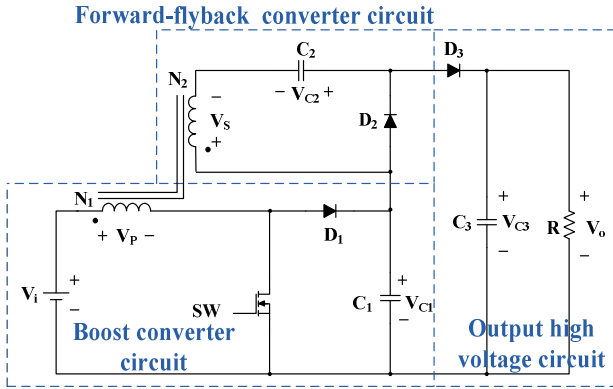 Forward-flyback converter circuit
C2
D3
N2
− VC2 +
−
VS
+
D2
N1
+ VP −
D1
C3
+
VC3
−
R
+
Vo
−
Vi
+
−
SW
C1
+
VC1
−
Boost converter
circuit
Output high
voltage circuit